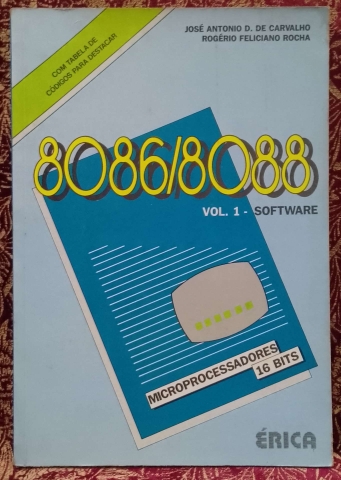 JOSÉ ANTONIO D. DE CARVALHO
ROGÉRIO FELICIANO ROCHA
COM TABELA DE
CÓDIGOS PARA DESTACAR
8086/8088
VOL. 1 - SOFTWARE
MICROPROCESSADORES
16 BITS
ÉRICA